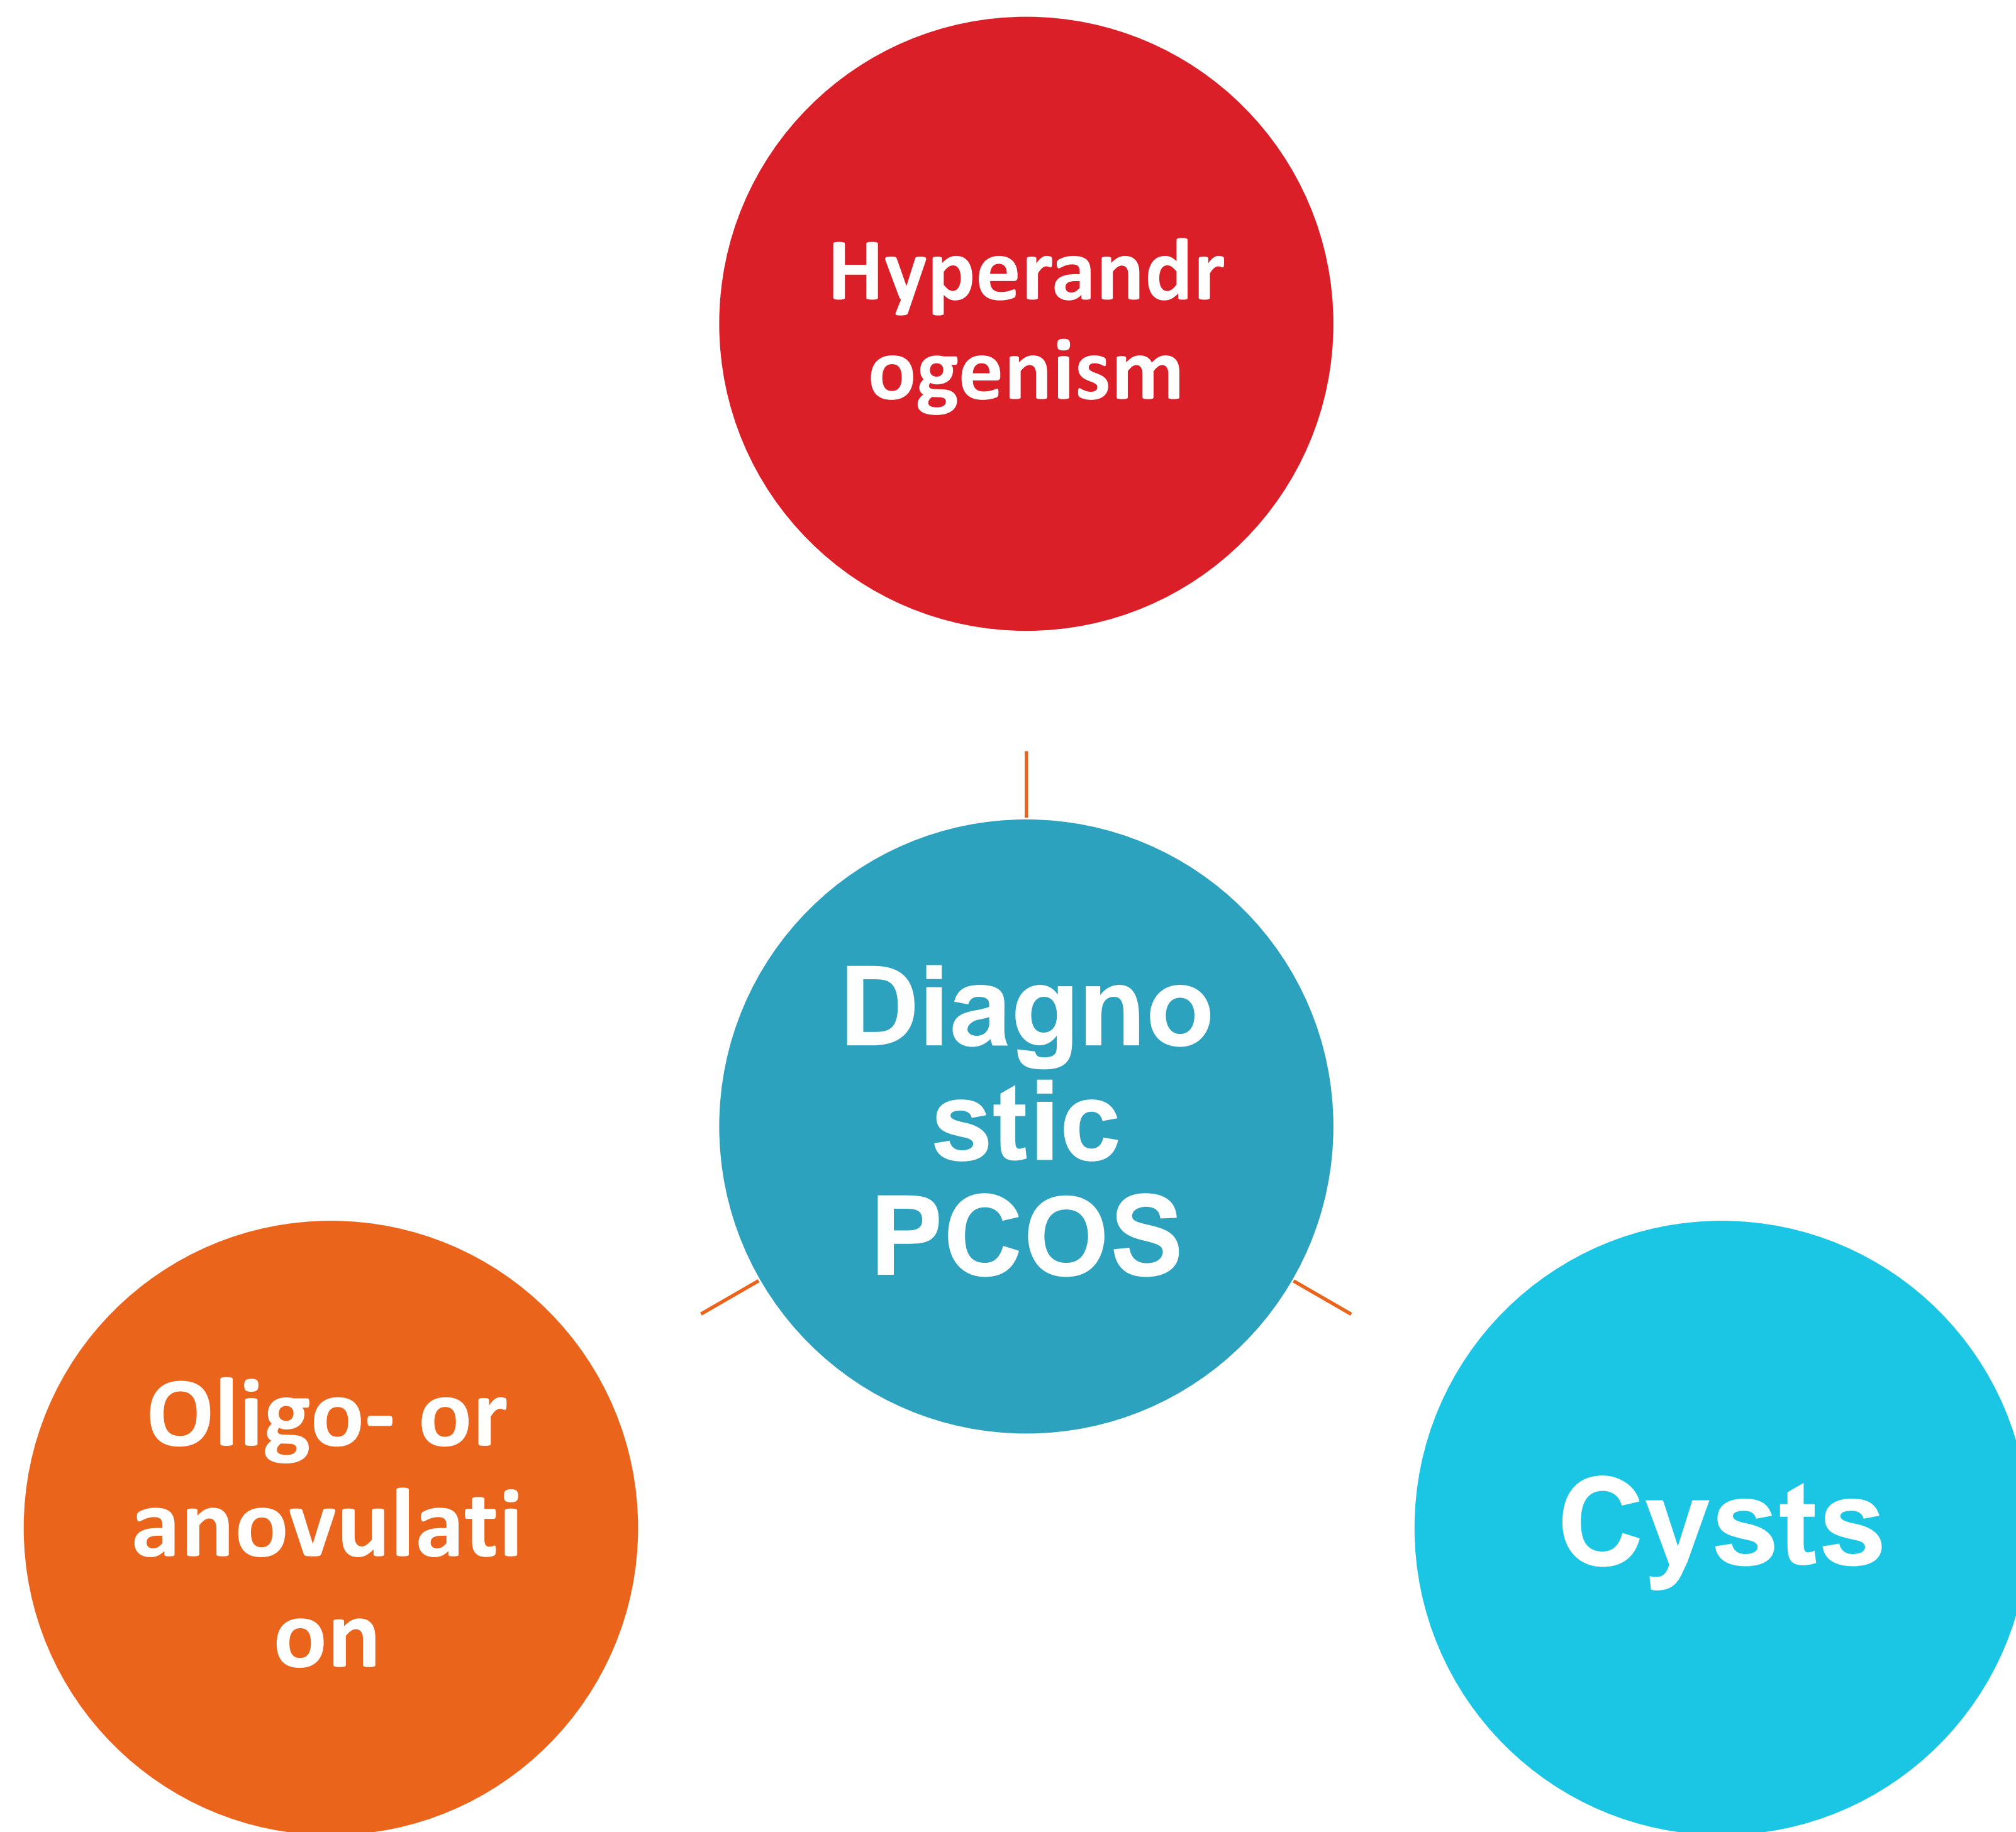 Hyperandr
ogenism
Diagno
stic
PCOS
Oligo- or
anovulati
on
Cysts